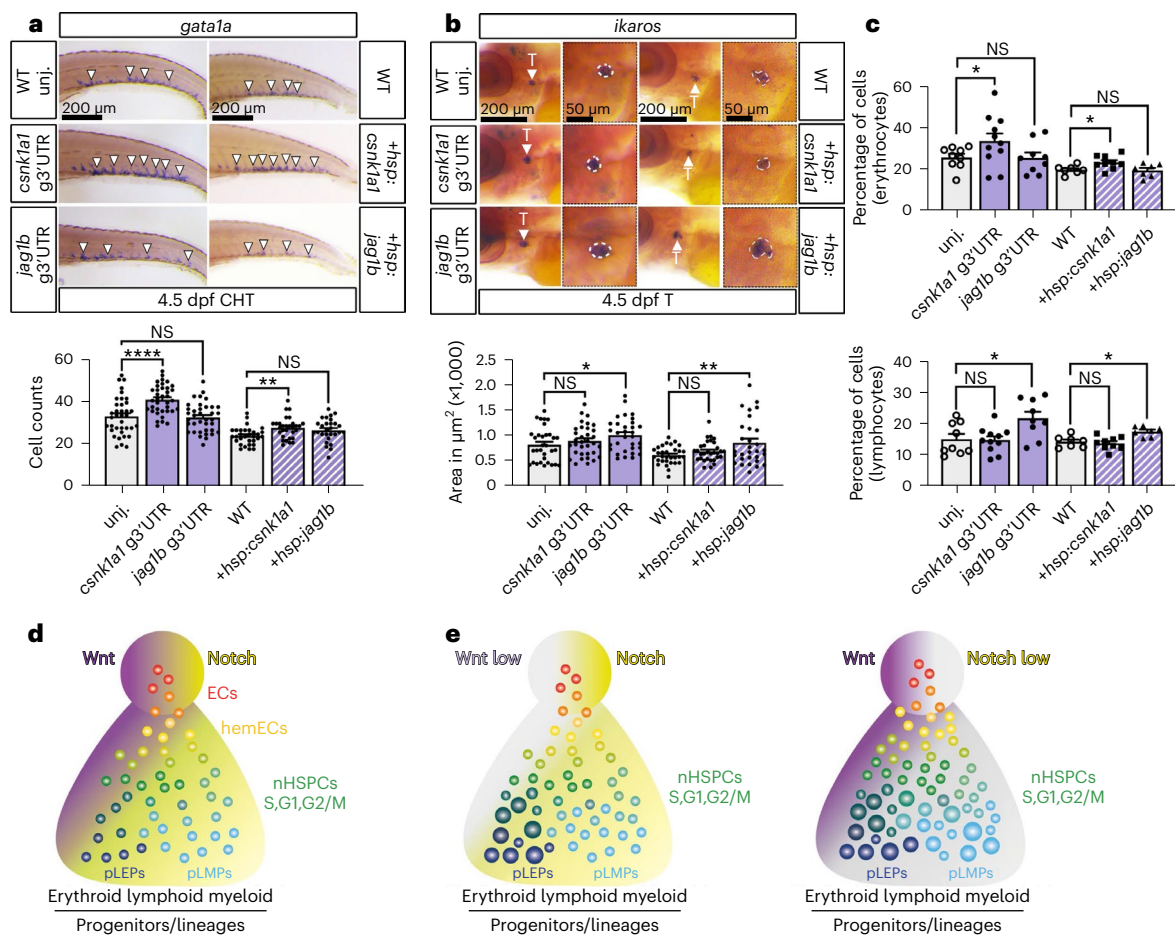 a
gata1a
WT
unj.
200 µm
200 µm
WT
csnk1a1
g3′UTR
+hsp:
csnk1a1
jag1b
g3′UTR
+hsp:
jag1b
4.5 dpf CHT
NS
****
NS
**
60
40
20
0
Cell counts
unj.
csnk1a1 g3′UTR
jag1b g3′UTR
WT
+hsp:csnk1a1
+hsp:jag1b
b
ikaros
WT
unj.
T
200 µm
50 µm
T
200 µm
50 µm
WT
csnk1a1
g3′UTR
T
T
+hsp:
csnk1a1
jag1b
g3′UTR
T
T
+hsp:
jag1b
4.5 dpf T
*
NS
**
NS
2.5
2.0
1.5
1.0
0.5
0
Area in µm² (×1,000)
unj.
csnk1a1 g3′UTR
jag1b g3′UTR
WT
+hsp:csnk1a1
+hsp:jag1b
c
NS
*
NS
*
60
40
20
0
Percentage of cells
(erythrocytes)
unj.
csnk1a1 g3′UTR
jag1b g3′UTR
WT
+hsp:csnk1a1
+hsp:jag1b
*
NS
*
NS
40
30
20
10
0
Percentage of cells
(lymphocytes)
unj.
csnk1a1 g3′UTR
jag1b g3′UTR
WT
+hsp:csnk1a1
+hsp:jag1b
d
Wnt
Notch
ECs
hemECs
nHSPCs
S,G1,G2/M
pLEPs
pLMPs
Erythroid lymphoid myeloid
Progenitors/lineages
e
Wnt low
Notch
nHSPCs
S,G1,G2/M
pLEPs
pLMPs
Erythroid lymphoid myeloid
Progenitors/lineages
Wnt
Notch low
nHSPCs
S,G1,G2/M
pLEPs
pLMPs
Erythroid lymphoid myeloid
Progenitors/lineages